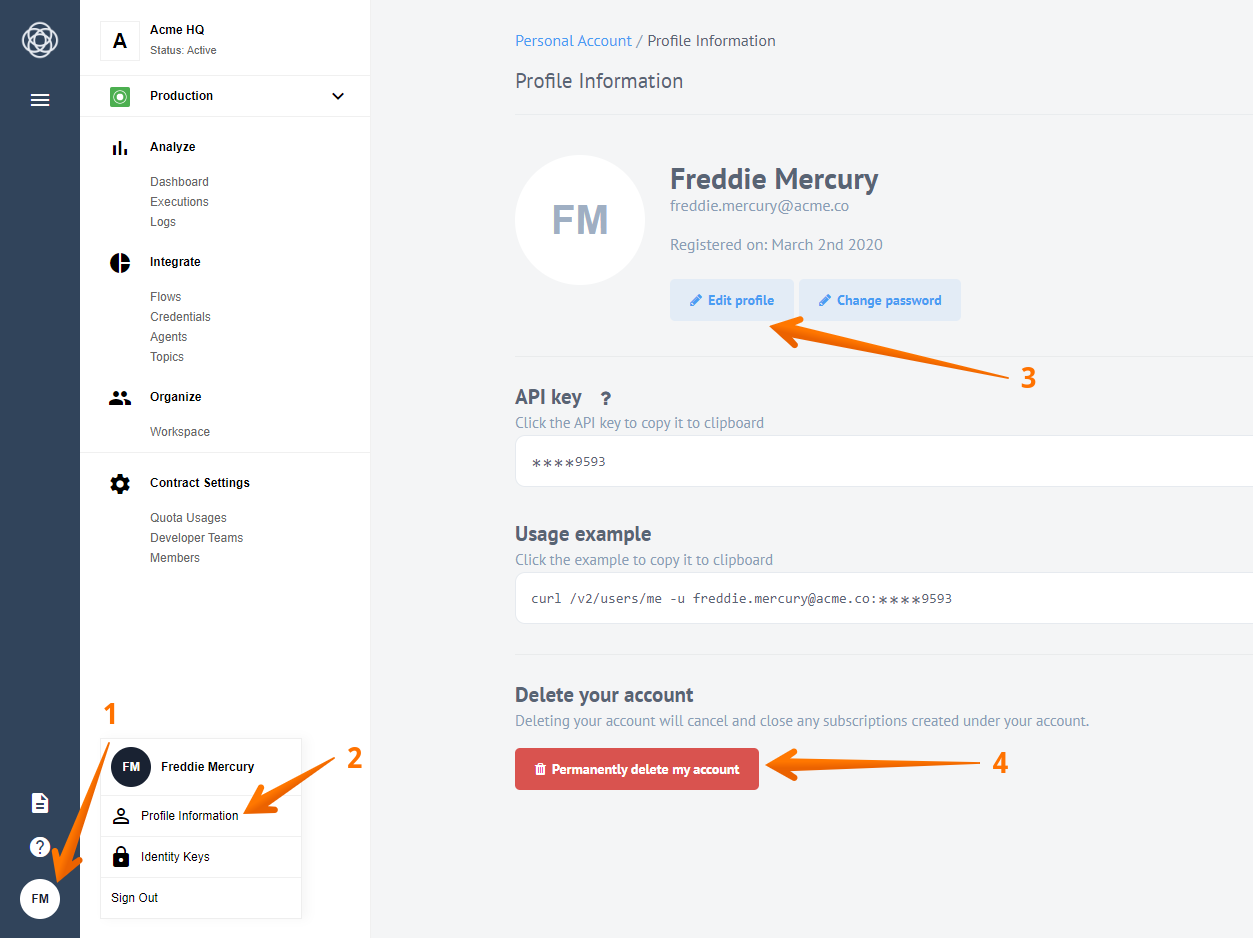 A
Acme HQ
Status: Active
Production
Analyze
Dashboard
Executions
Logs
Integrate
Flows
Credentials
Agents
Topics
Organize
Workspace
Contract Settings
Quota Usages
Developer Teams
Members
1
FM
Freddie Mercury
2
Profile Information
Identity Keys
Sign Out
?
FM
Personal Account / Profile Information
Profile Information
FM
Freddie Mercury
freddie.mercury@acme.co
Registered on: March 2nd 2020
Edit profile
Change password
3
API key ?
Click the API key to copy it to clipboard
****9593
Usage example
Click the example to copy it to clipboard
curl /v2/users/me -u freddie.mercury@acme.co:****9593
Delete your account
Deleting your account will cancel and close any subscriptions created under your account.
Permanently delete my account
4